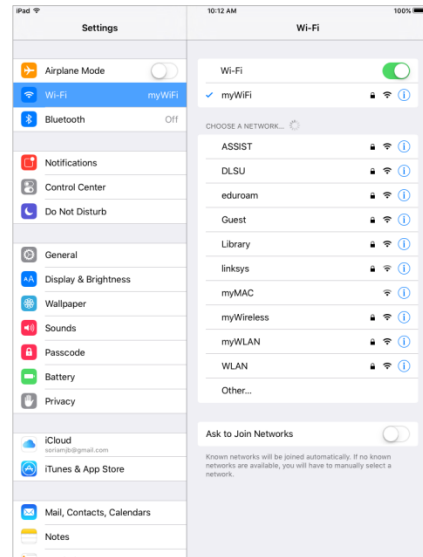 iPad
10:12 AM
100%
Settings
Wi-Fi
Airplane Mode
Wi-Fi myWiFi
Bluetooth Off
Notifications
Control Center
Do Not Disturb
General
AA Display & Brightness
Wallpaper
Sounds
Passcode
Battery
Privacy
iCloud
seriamjb@gmail.com
iTunes & App Store
Mail, Contacts, Calendars
Notes
Wi-Fi
myWiFi
CHOOSE A NETWORK...
ASSIST
DLSU
eduroam
Guest
Library
linksys
myMAC
myWireless
myWLAN
WLAN
Other...
Ask to Join Networks
Known networks will be joined automatically. If no known
networks are available, you will have to manually select a
network.